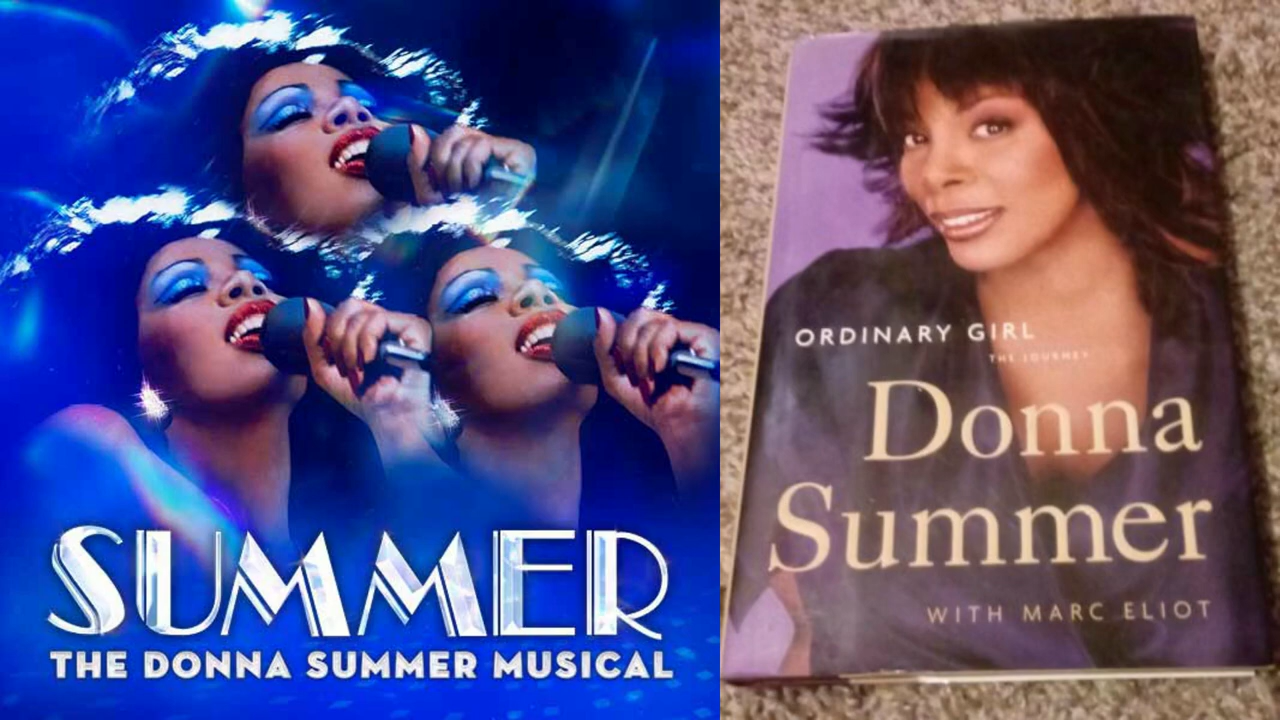 SUMMER
THE DONNA SUMMER MUSICAL
ORDINARY GIRL
THE JOURNEY
Donna
Summer
WITH MARC ELIOT